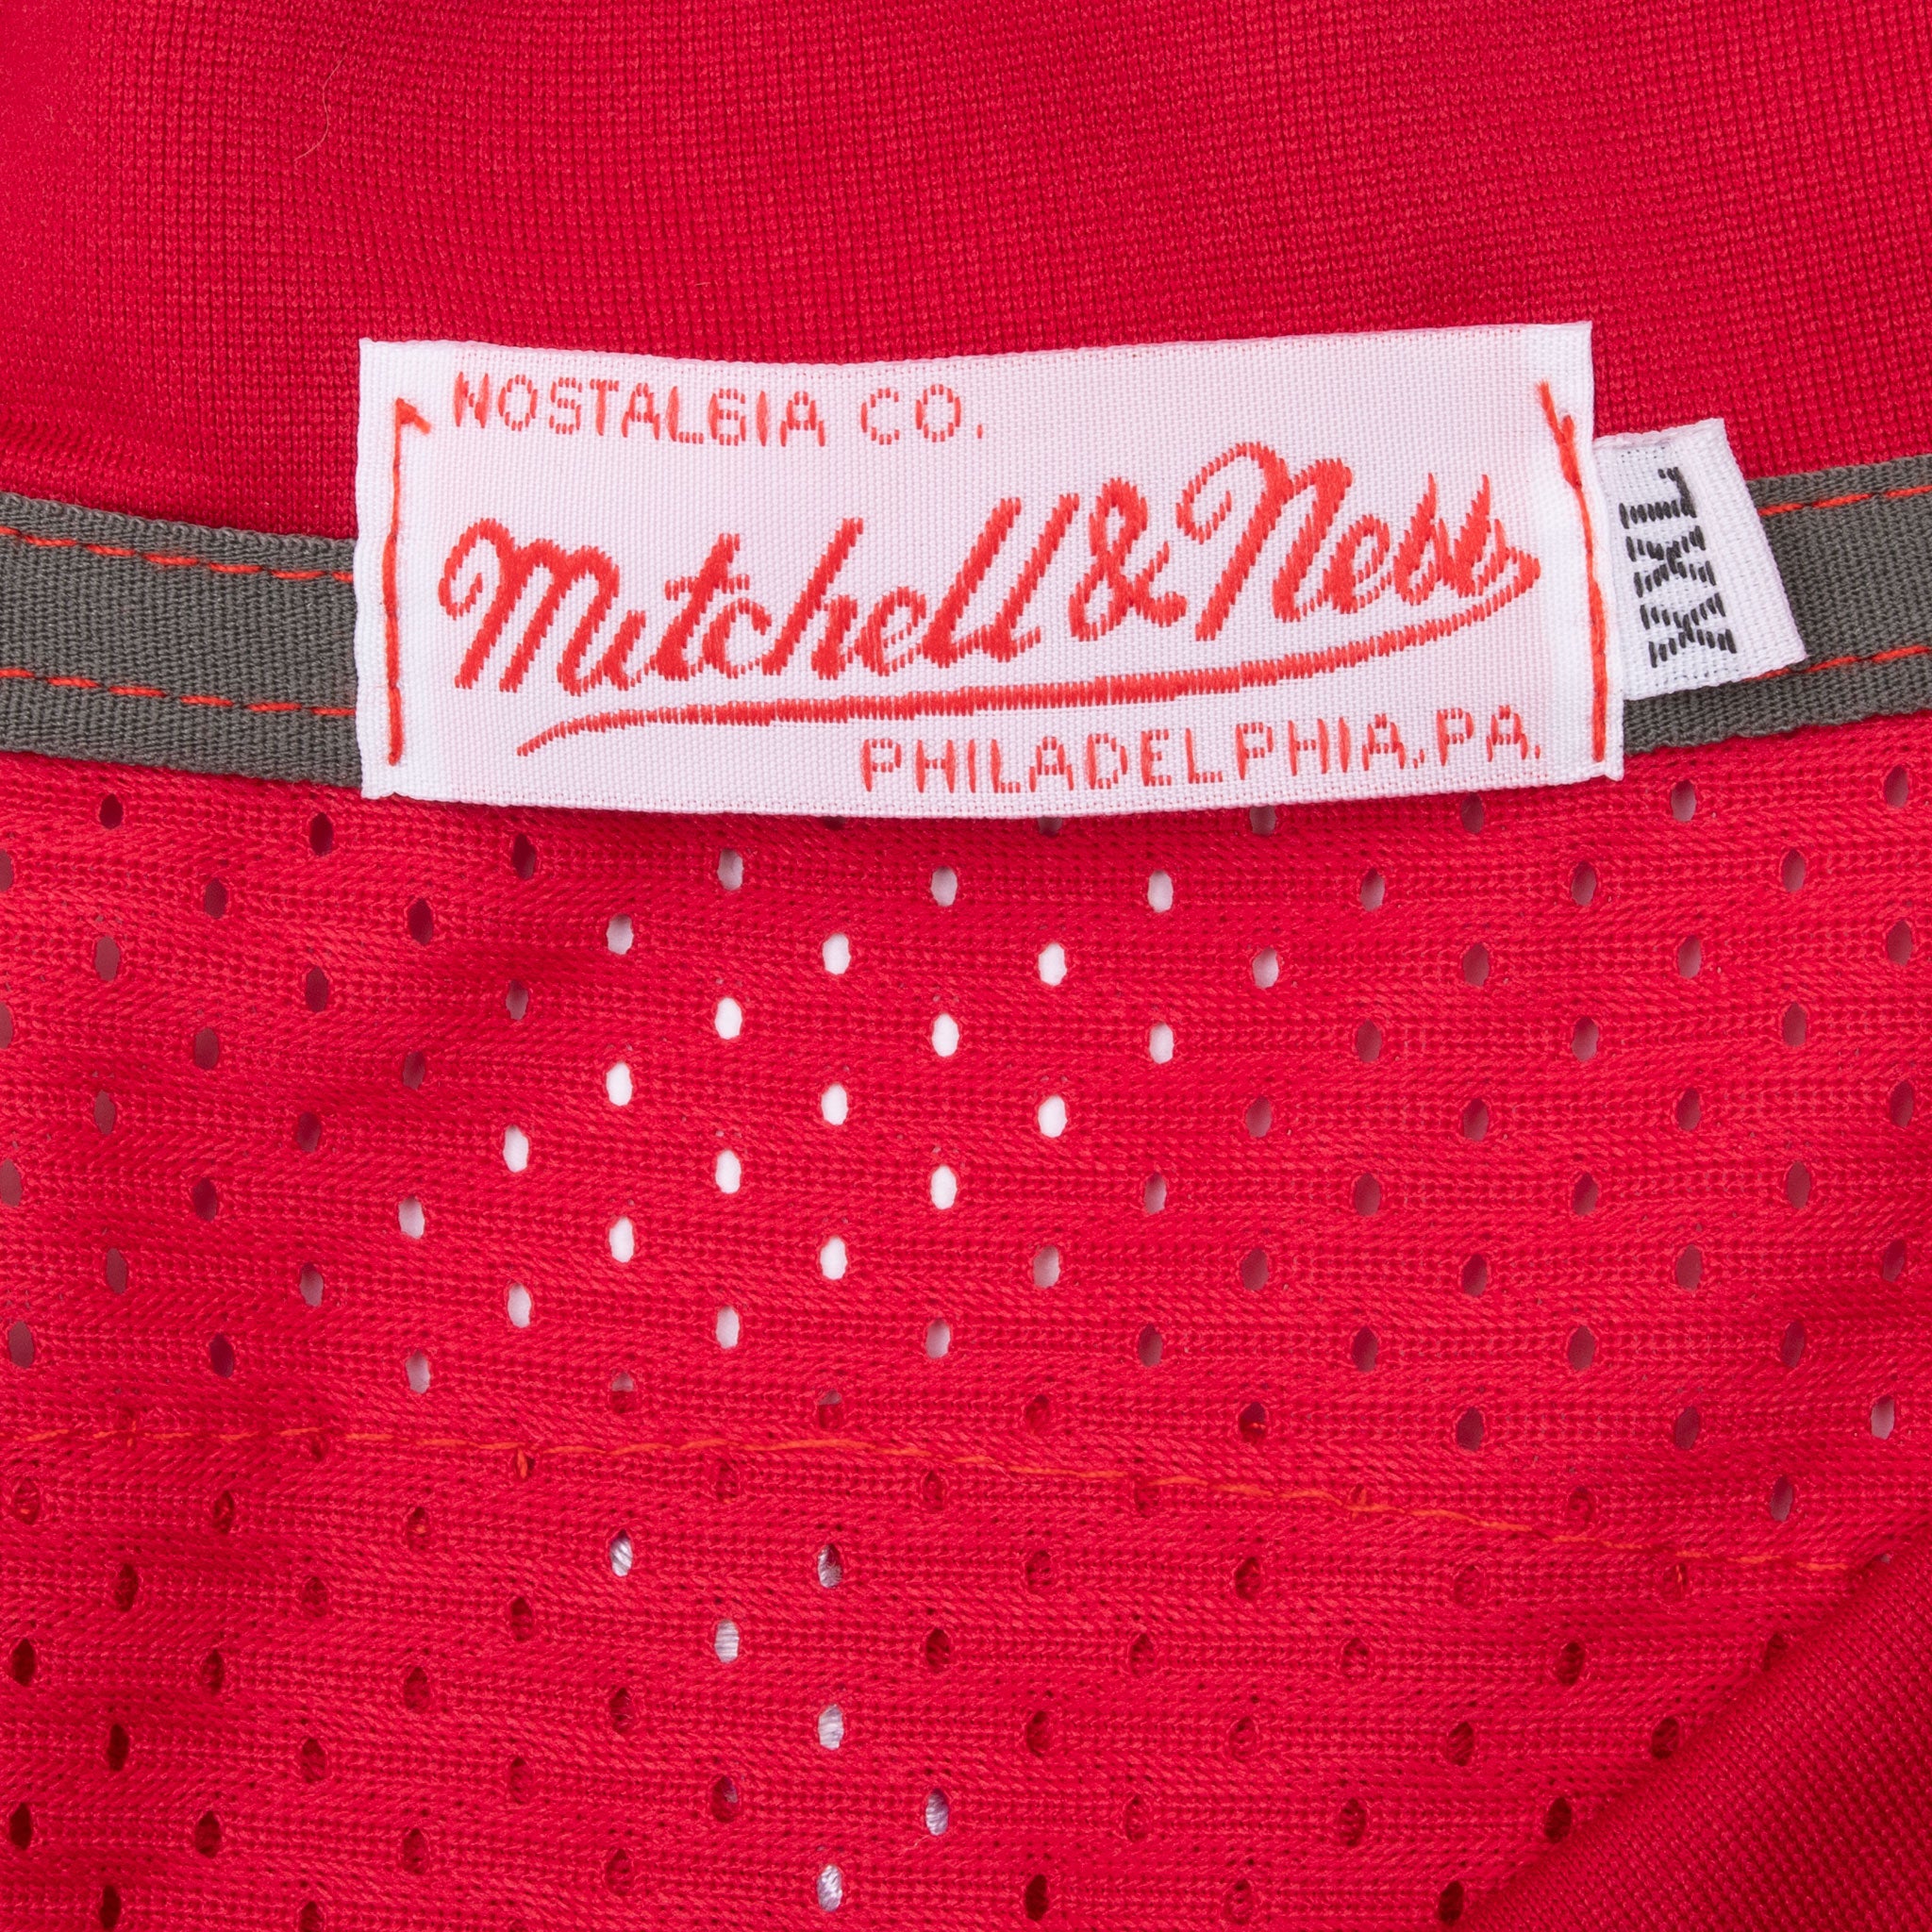 NOSTALGIA CO.
Mitchell & Ness
PHILADELPHIA, PA.
XXL